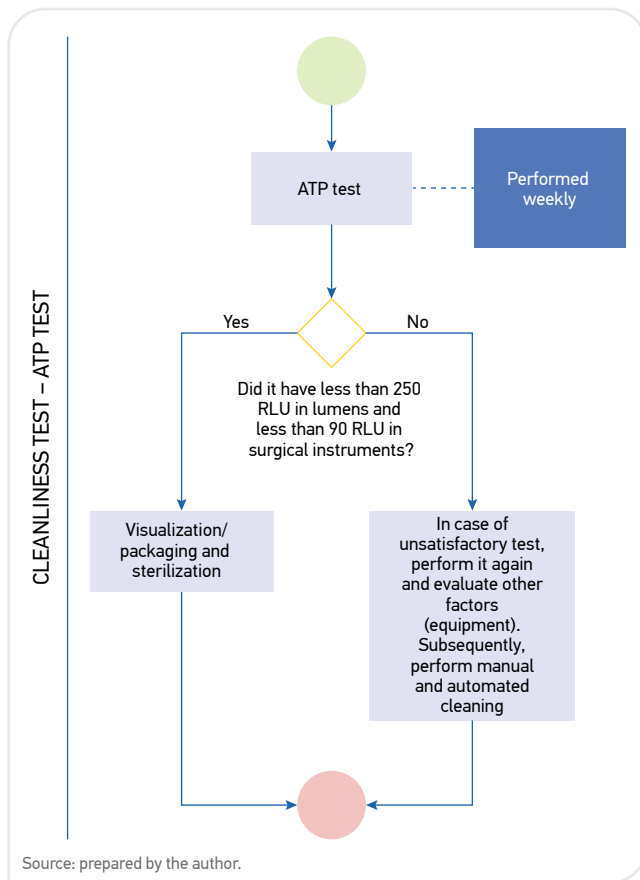 CLEANLINESS TEST – ATP TEST
ATP test
Performed
weekly
Yes
No
Did it have less than 250
RLU in lumens and
less than 90 RLU in
surgical instruments?
Visualization/
packaging and
sterilization
In case of
unsatisfactory test,
perform it again
and evaluate other
factors
(equipment).
Subsequently,
perform manual
and automated
cleaning
Source: prepared by the author.